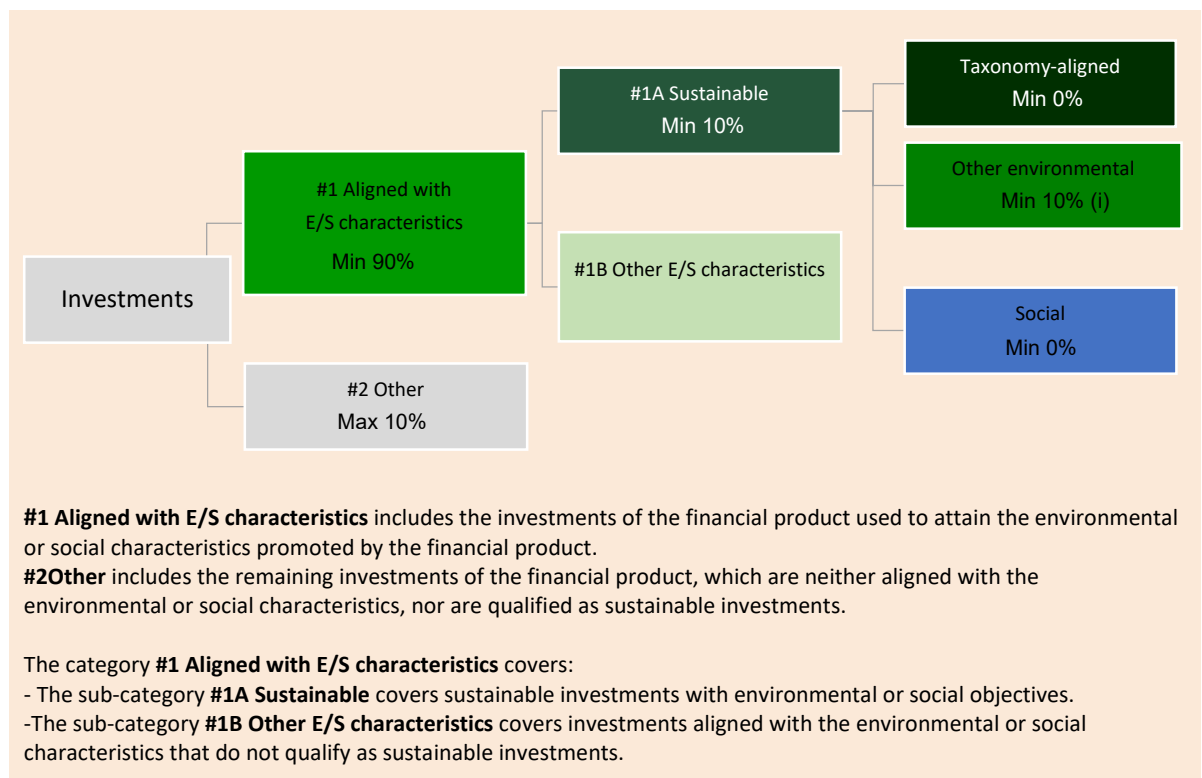 Investments
#1 Aligned with
E/S characteristics
Min 90%
#2 Other
Max 10%
#1A Sustainable
Min 10%
#1B Other E/S characteristics
Taxonomy-aligned
Min 0%
Other environmental
Min 10% (i)
Social
Min 0%
#1 Aligned with E/S characteristics includes the investments of the financial product used to attain the environmental
or social characteristics promoted by the financial product.
#2Other includes the remaining investments of the financial product, which are neither aligned with the
environmental or social characteristics, nor are qualified as sustainable investments.
The category #1 Aligned with E/S characteristics covers:
- The sub-category #1A Sustainable covers sustainable investments with environmental or social objectives.
-The sub-category #1B Other E/S characteristics covers investments aligned with the environmental or social
characteristics that do not qualify as sustainable investments.